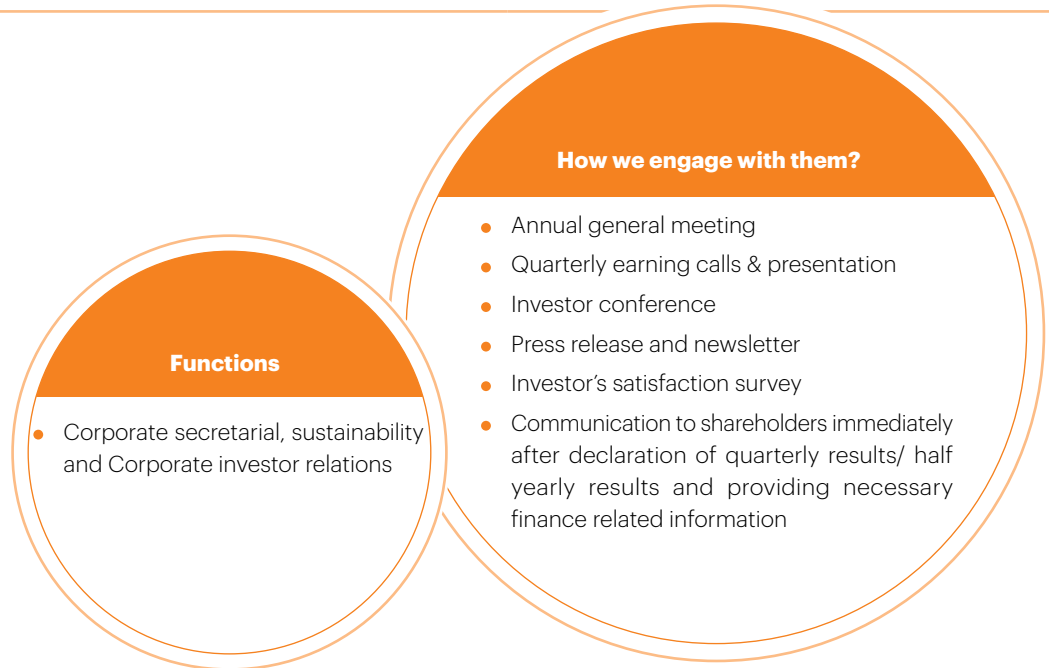 How we engage with them?
• Annual general meeting
• Quarterly earning calls & presentation
• Investor conference
• Press release and newsletter
• Investor’s satisfaction survey
• Communication to shareholders immediately
after declaration of quarterly results/ half
yearly results and providing necessary
finance related information
Functions
• Corporate secretarial, sustainability
and Corporate investor relations